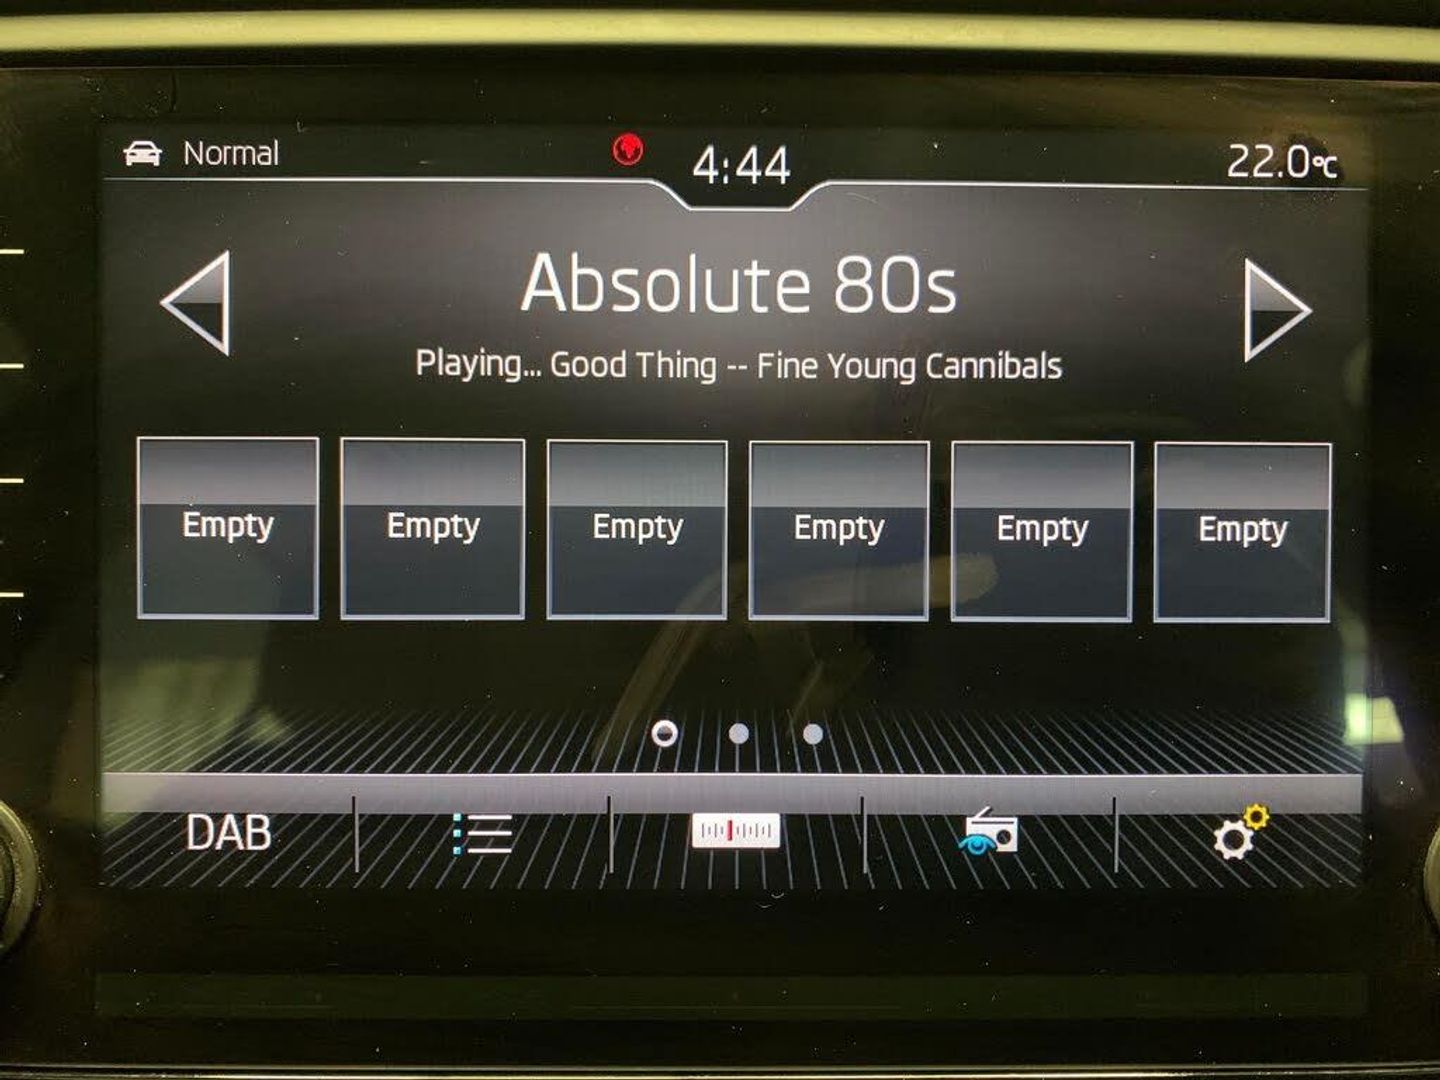 Normal
4:44
22.0°C
Absolute 80s
Playing... Good Thing -- Fine Young Cannibals
Empty Empty Empty Empty Empty Empty
DAB